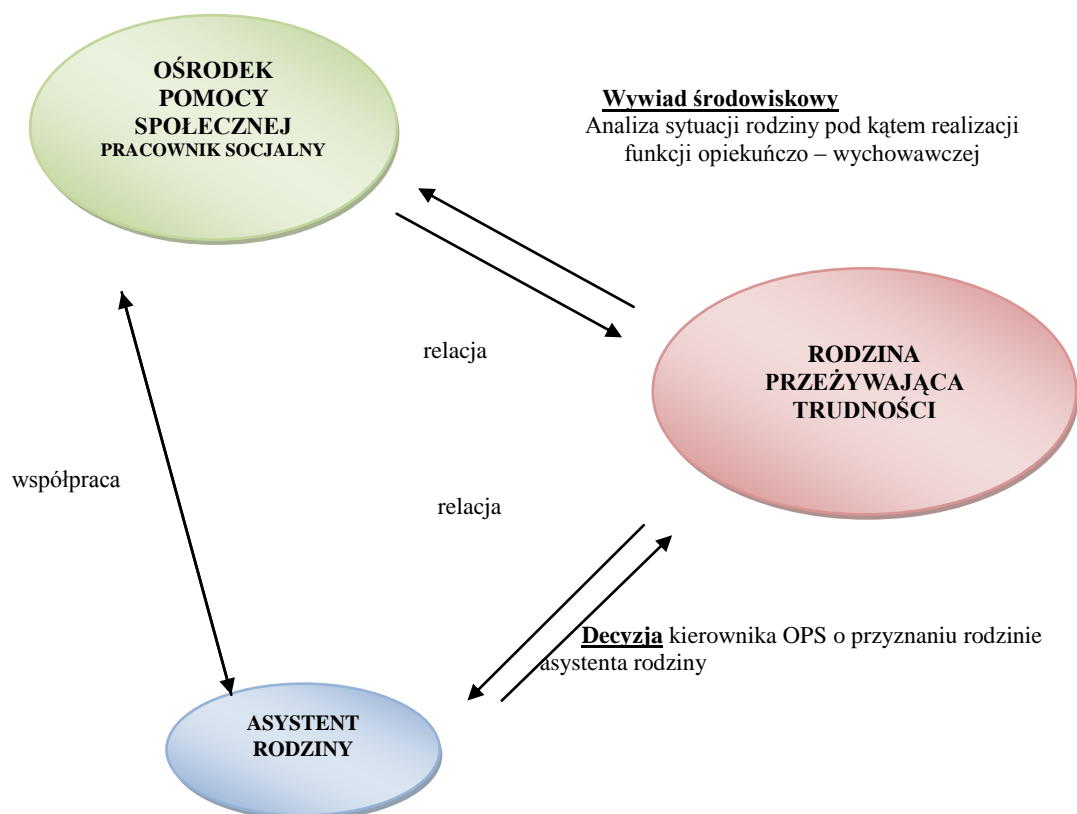 OŚRODEK
POMOCY
SPOŁECZNEJ
PRACOWNIK SOCJALNY
Wywiad środowiskowy
Analiza sytuacji rodziny pod kątem realizacji
funkcji opiekuńczo – wychowawczej
relacja
RODZINA
PRZEŻYWAJĄCA
TRUDNOŚCI
współpraca
relacja
Decyzja kierownika OPS o przyznaniu rodzinie
asystenta rodziny
ASYSTENT
RODZINY